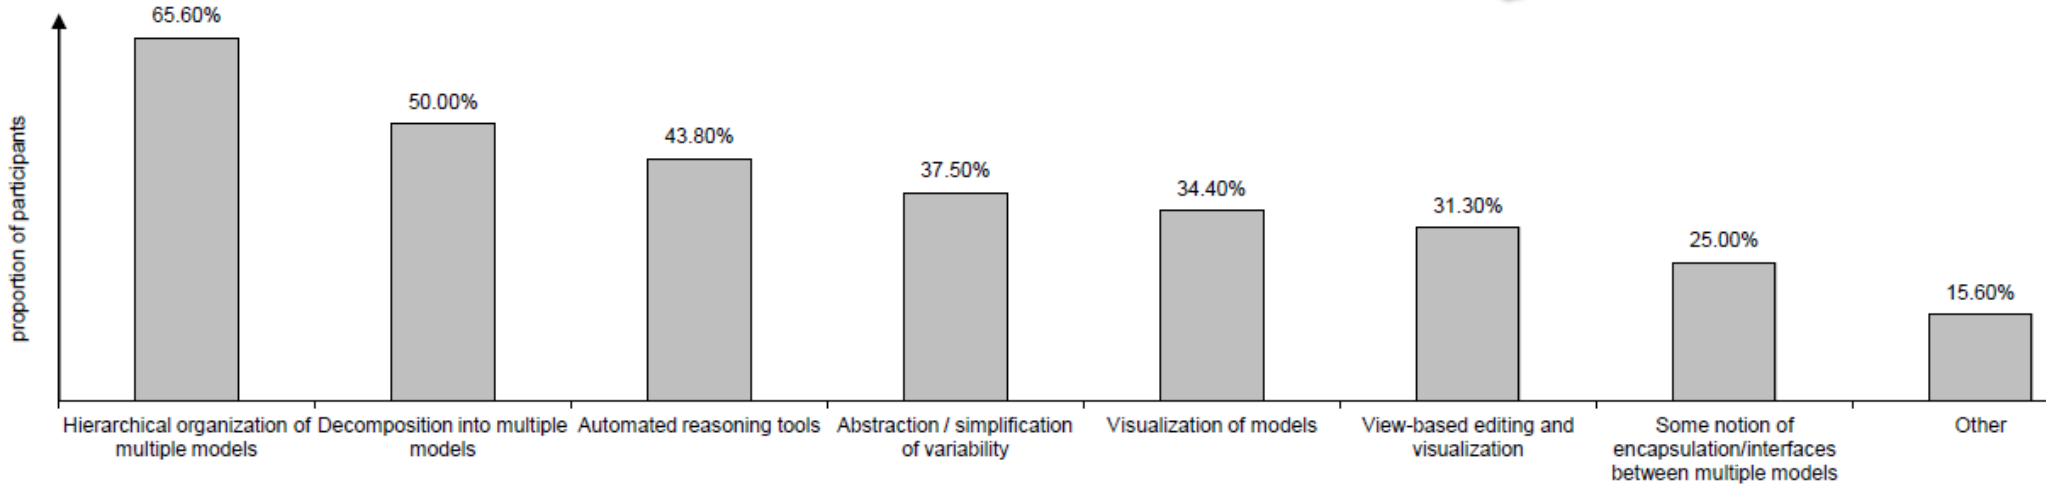 65.60%
50.00%
43.80%
37.50%
34.40%
31.30%
25.00%
15.60%
proportion of participants
Hierarchical organization of
multiple models
Decomposition into multiple
models
Automated reasoning tools
Abstraction / simplification
of variability
Visualization of models
View-based editing and
visualization
Some notion of
encapsulation/interfaces
between multiple models
Other